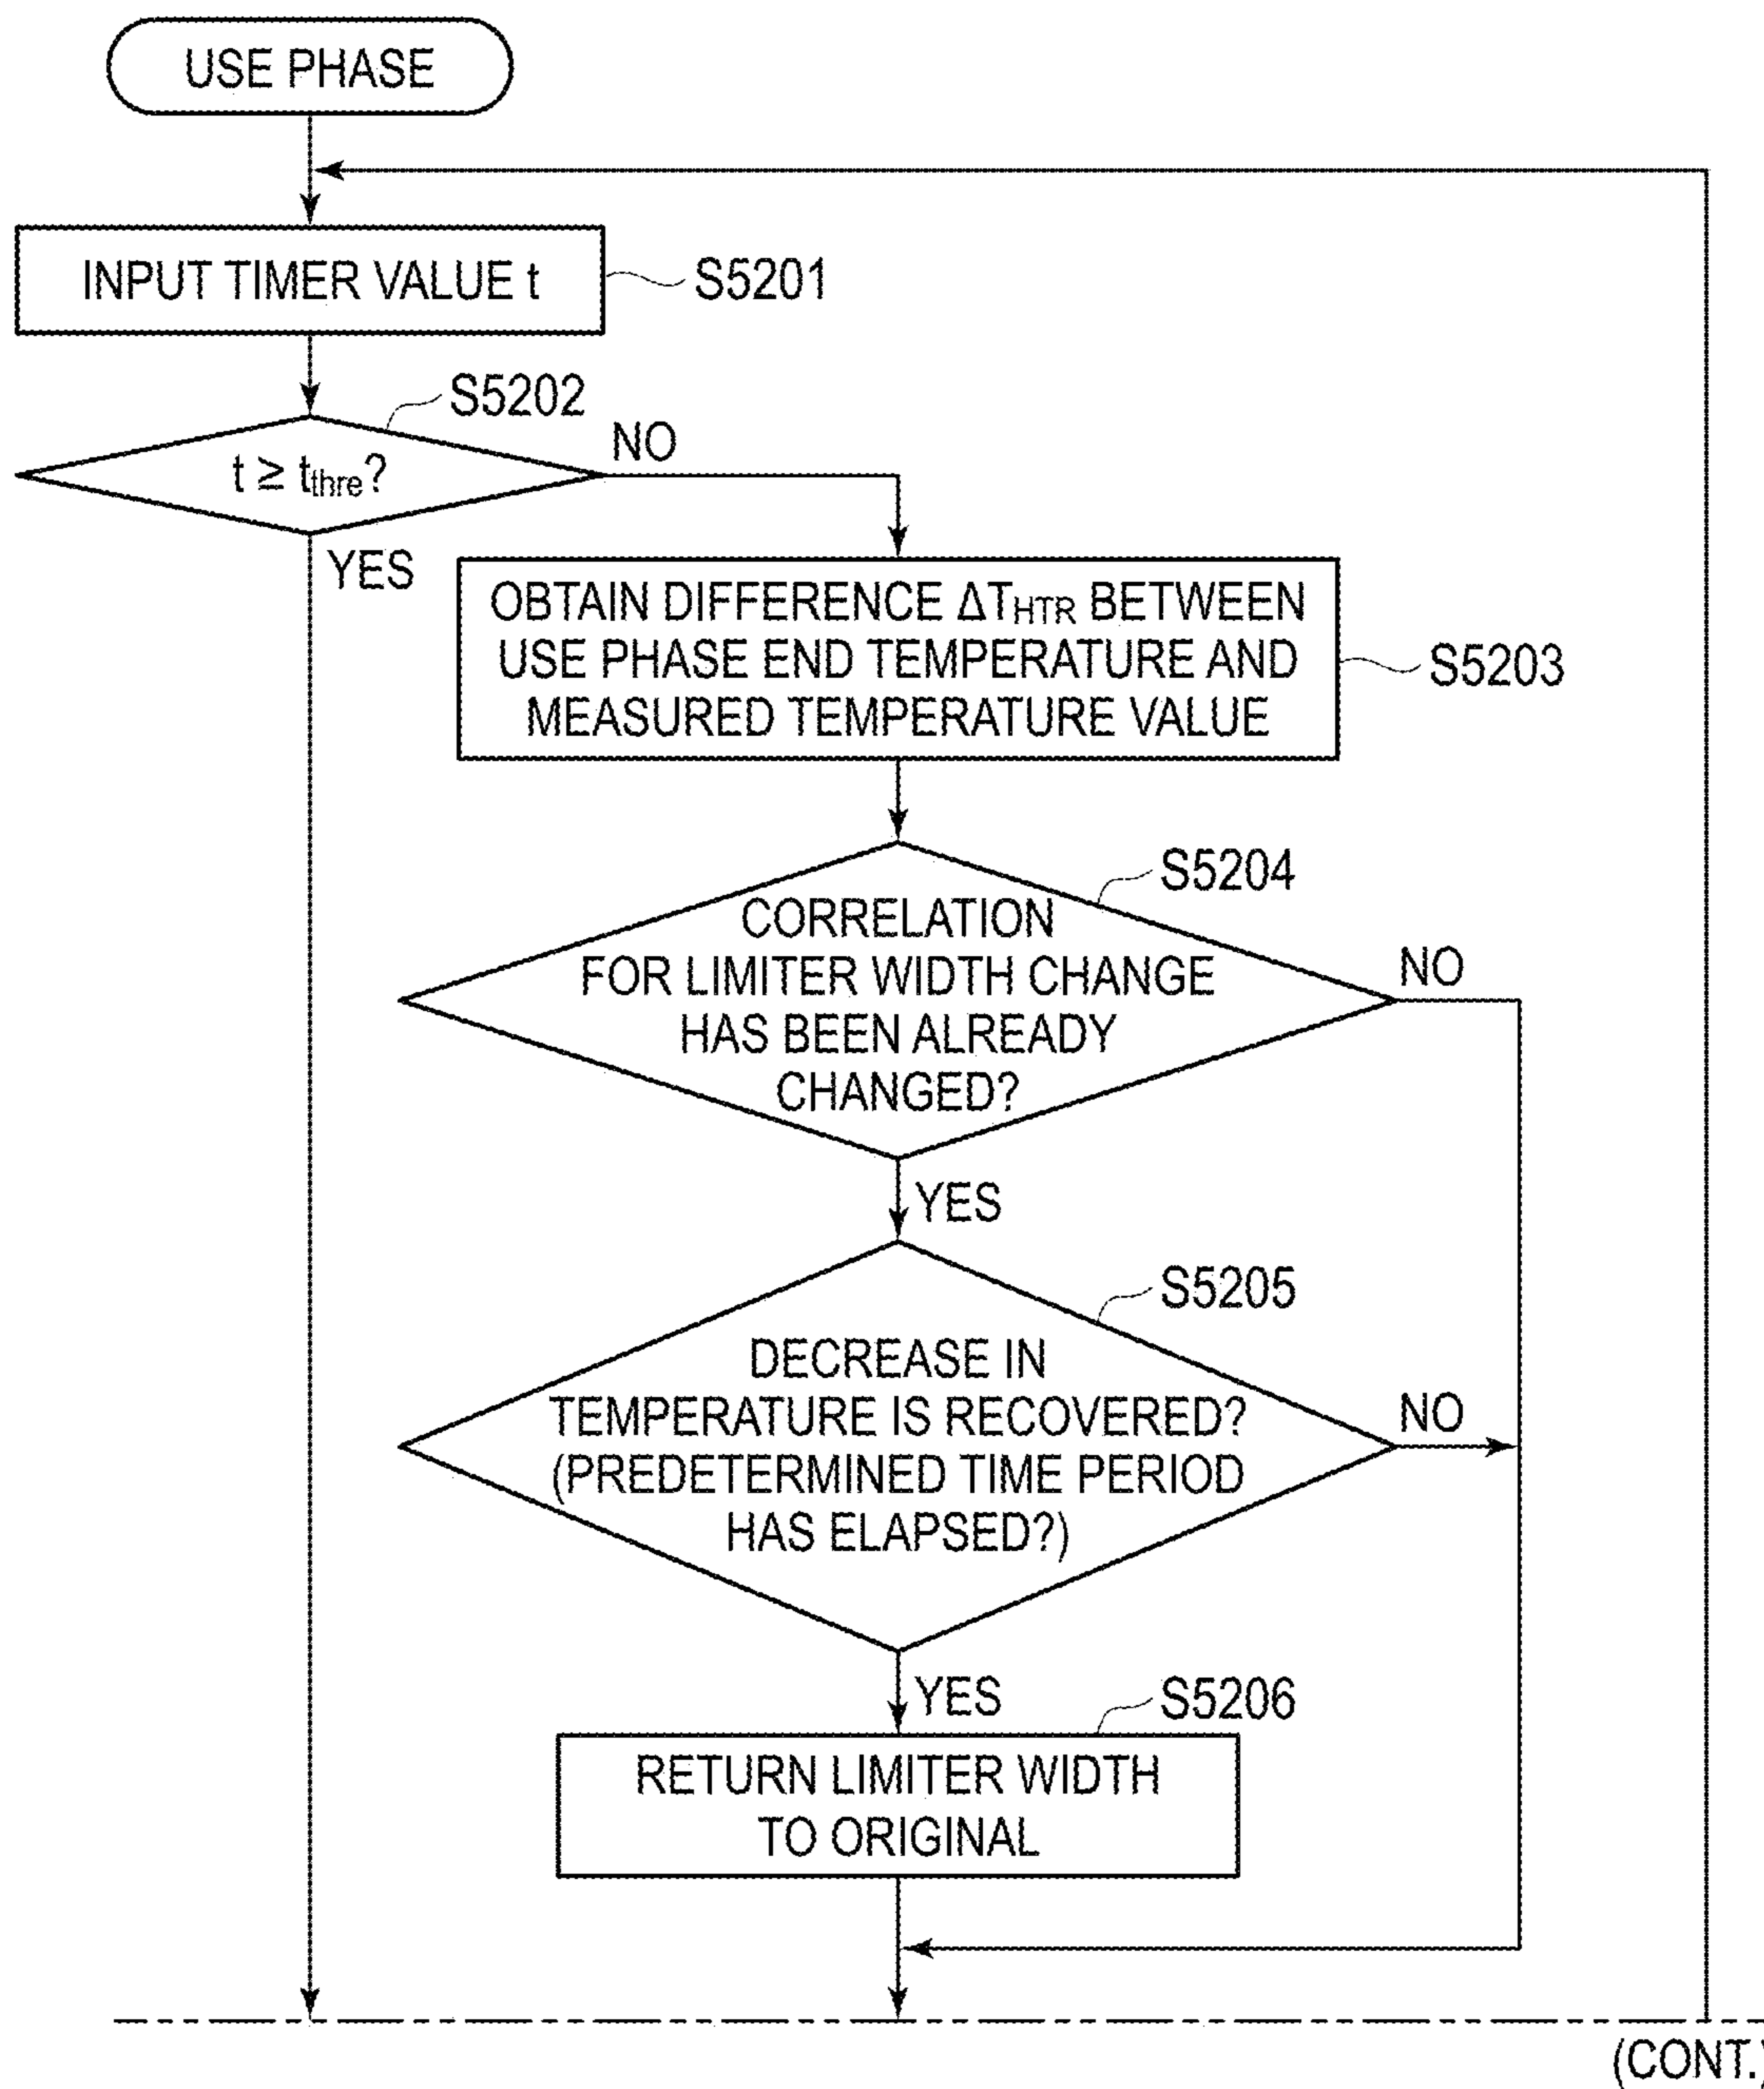 USE PHASE
INPUT TIMER VALUE t
S5201
S5202
t ≥ tthre?
NO
YES
OBTAIN DIFFERENCE ΔTHTR BETWEEN
USE PHASE END TEMPERATURE AND
MEASURED TEMPERATURE VALUE
S5203
S5204
CORRELATION
FOR LIMITER WIDTH CHANGE
HAS BEEN ALREADY
CHANGED?
NO
YES
S5205
DECREASE IN
TEMPERATURE IS RECOVERED?
(PREDETERMINED TIME PERIOD
HAS ELAPSED?)
NO
YES
S5206
RETURN LIMITER WIDTH
TO ORIGINAL
(CONT.)